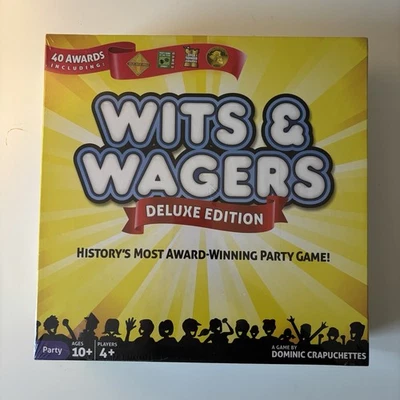 40 AWARDS
INCLUDING:
WITS &
WAGERS
DELUXE EDITION
HISTORY'S MOST AWARD-WINNING PARTY GAME!
Party
AGES
10+
PLAYERS
4+
A GAME BY
DOMINIC CRAPUCHETTES